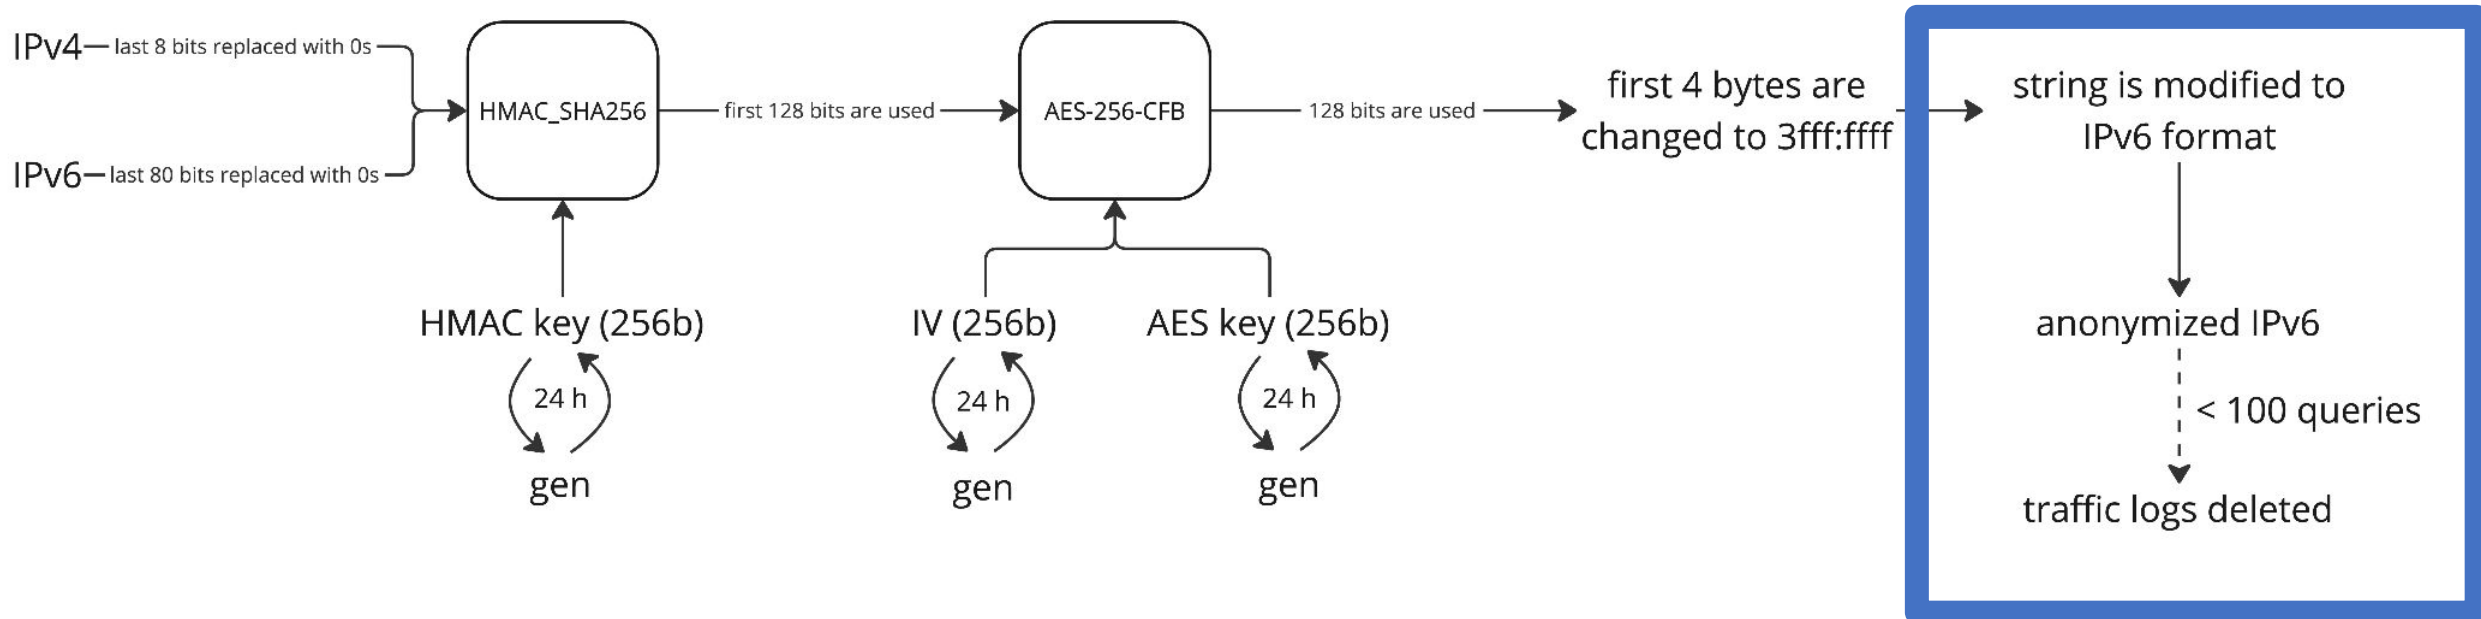 IPv4
last 8 bits replaced with 0s
IPv6
last 80 bits replaced with 0s
HMAC_SHA256
first 128 bits are used
AES-256-CFB
128 bits are used
first 4 bytes are
changed to 3fff:ffff
string is modified to
IPv6 format
HMAC key (256b)
24 h
gen
IV (256b)
24 h
gen
AES key (256b)
24 h
gen
anonymized IPv6
< 100 queries
traffic logs deleted